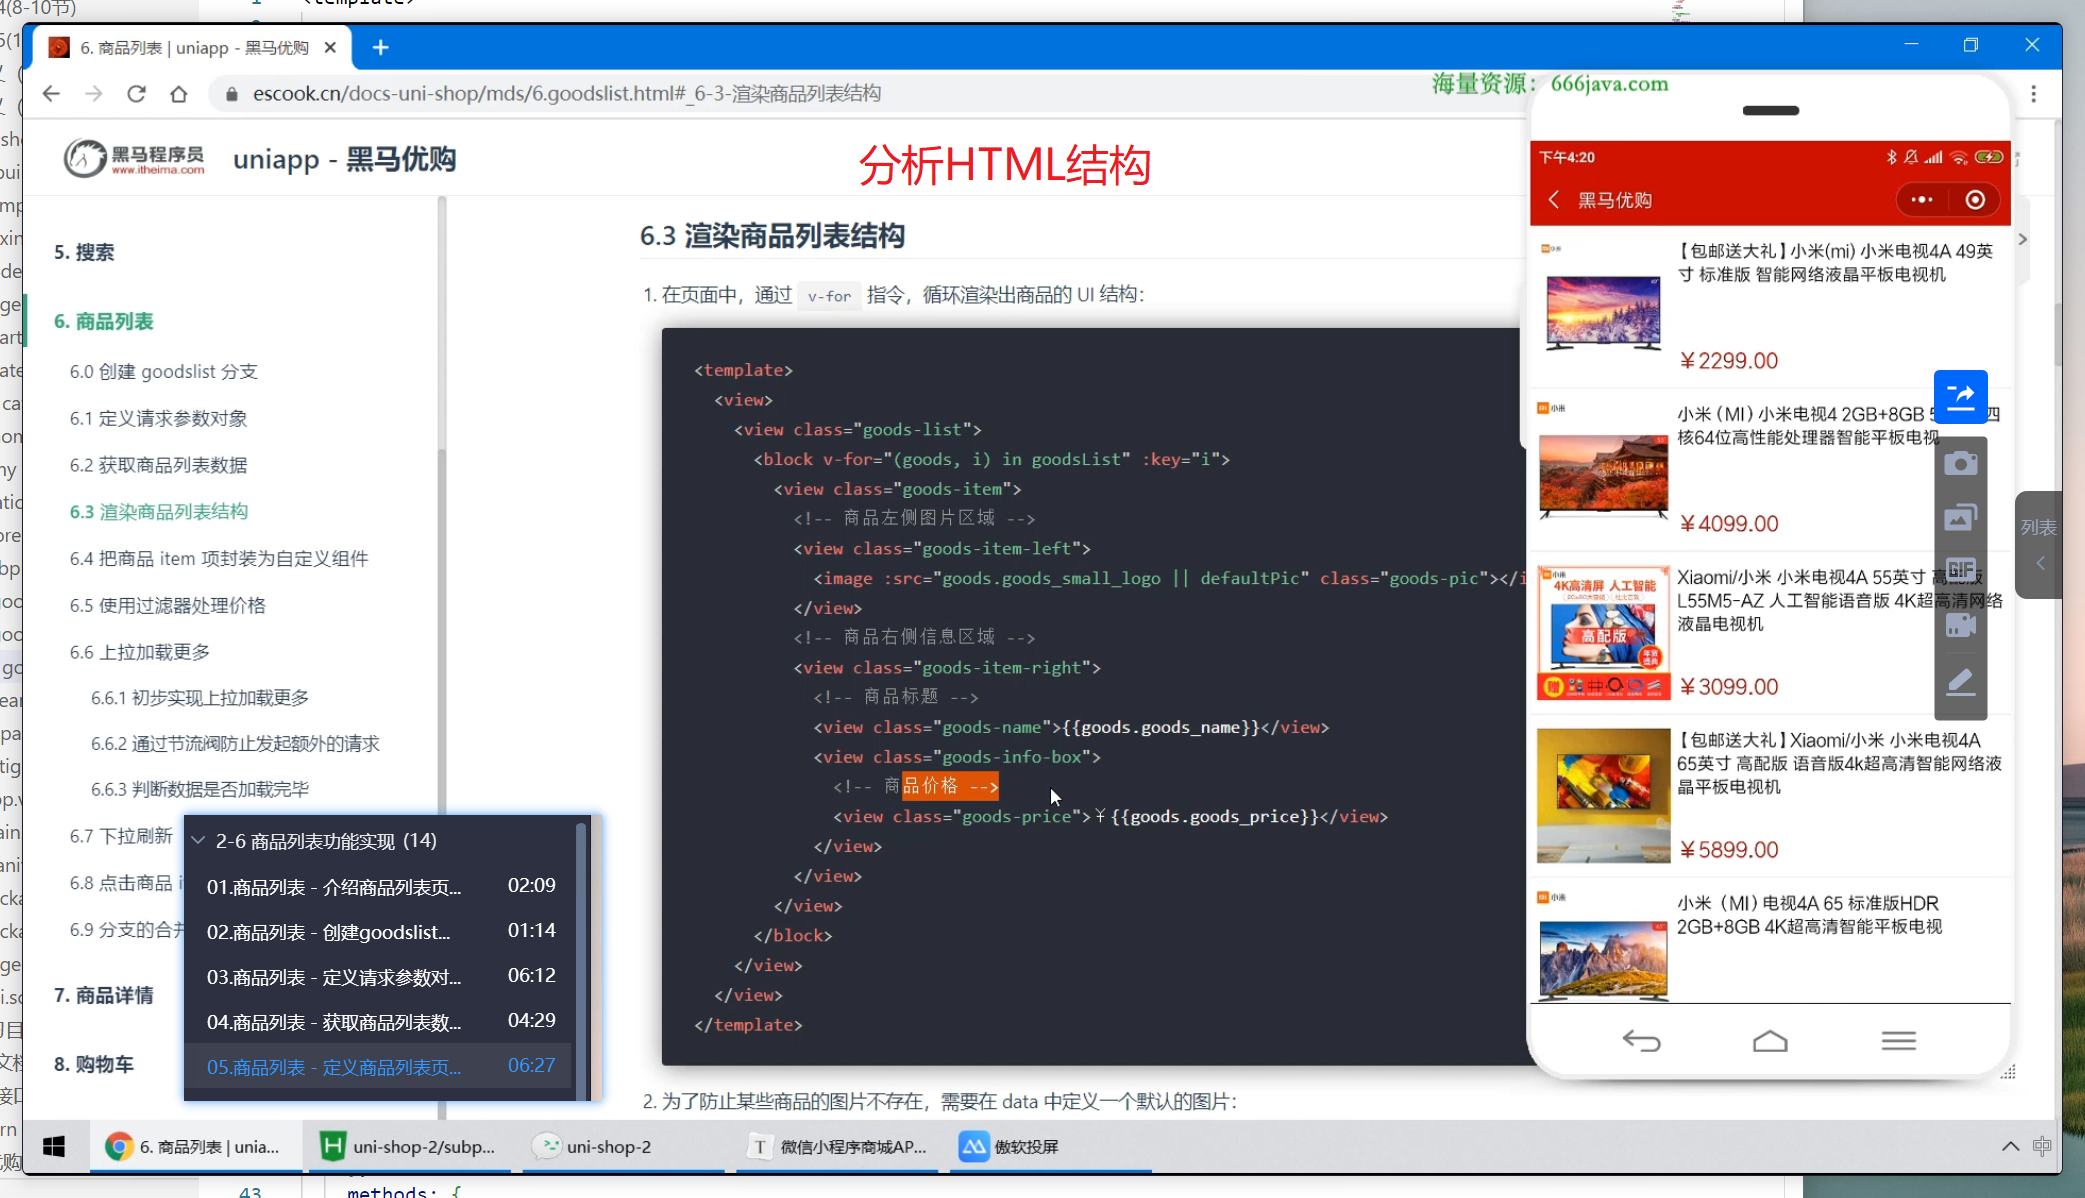 6. 商品列表 | uniapp - 黑马优购
escook.cn/docs-uni-shop/mds/6.goodslist.html#_6-3-渲染商品列表结构
海量资源：666java.com
黑马程序员
www.itheima.com
uniapp - 黑马优购
分析HTML结构
5. 搜索
6. 商品列表
6.0 创建 goodslist 分支
6.1 定义请求参数对象
6.2 获取商品列表数据
6.3 渲染商品列表结构
6.4 把商品 item 项封装为自定义组件
6.5 使用过滤器处理价格
6.6 上拉加载更多
6.6.1 初步实现上拉加载更多
6.6.2 通过节流阀防止发起额外的请求
6.6.3 判断数据是否加载完毕
6.7 下拉刷新
6.8 点击商品 i
6.9 分支的合并
7. 商品详情
8. 购物车
2-6 商品列表功能实现 (14)
01.商品列表 - 介绍商品列表页... 02:09
02.商品列表 - 创建goodslist... 01:14
03.商品列表 - 定义请求参数对... 06:12
04.商品列表 - 获取商品列表数... 04:29
05.商品列表 - 定义商品列表页... 06:27
6.3 渲染商品列表结构
1. 在页面中，通过 v-for 指令，循环渲染出商品的 UI 结构：
<template>
<view>
<view class="goods-list">
<block v-for="(goods, i) in goodsList" :key="i">
<view class="goods-item">
<!-- 商品左侧图片区域 -->
<view class="goods-item-left">
<image :src="goods.goods_small_logo || defaultPic" class="goods-pic"></i
</view>
<!-- 商品右侧信息区域 -->
<view class="goods-item-right">
<!-- 商品标题 -->
<view class="goods-name">{{goods.goods_name}}</view>
<view class="goods-info-box">
<!-- 商品价格 -->
<view class="goods-price">￥{{goods.goods_price}}</view>
</view>
</view>
</view>
</block>
</view>
</view>
</template>
2. 为了防止某些商品的图片不存在，需要在 data 中定义一个默认的图片：
下午4:20
黑马优购
【包邮送大礼】小米(mi) 小米电视4A 49英
寸 标准版 智能网络液晶平板电视机
￥2299.00
小米（MI）小米电视4 2GB+8GB 5 四
核64位高性能处理器智能平板电视
￥4099.00
4K高清屏 人工智能
高配版
Xiaomi/小米 小米电视4A 55英寸 高配版
L55M5-AZ 人工智能语音版 4K超高清网络
液晶电视机
￥3099.00
【包邮送大礼】Xiaomi/小米 小米电视4A
65英寸 高配版 语音版4k超高清智能网络液
晶平板电视机
￥5899.00
小米（MI）电视4A 65 标准版HDR
2GB+8GB 4K超高清智能平板电视
GIF
列表
6. 商品列表 | unia...
uni-shop-2/subp...
uni-shop-2
微信小程序商城AP...
傲软投屏
中
43
methods: {